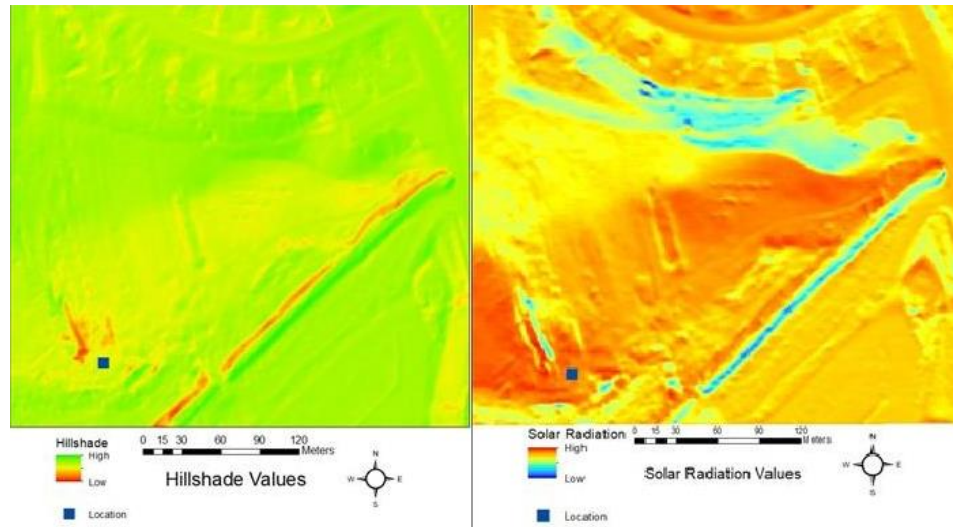 Hillshade
High
Low
0 15 30 60 90 120
Meters
Hillshade Values
N
W E
S
Location
Solar Radiation
High
Low
0 15 30 60 90 120
Meters
Solar Radiation Values
N
W E
S
Location